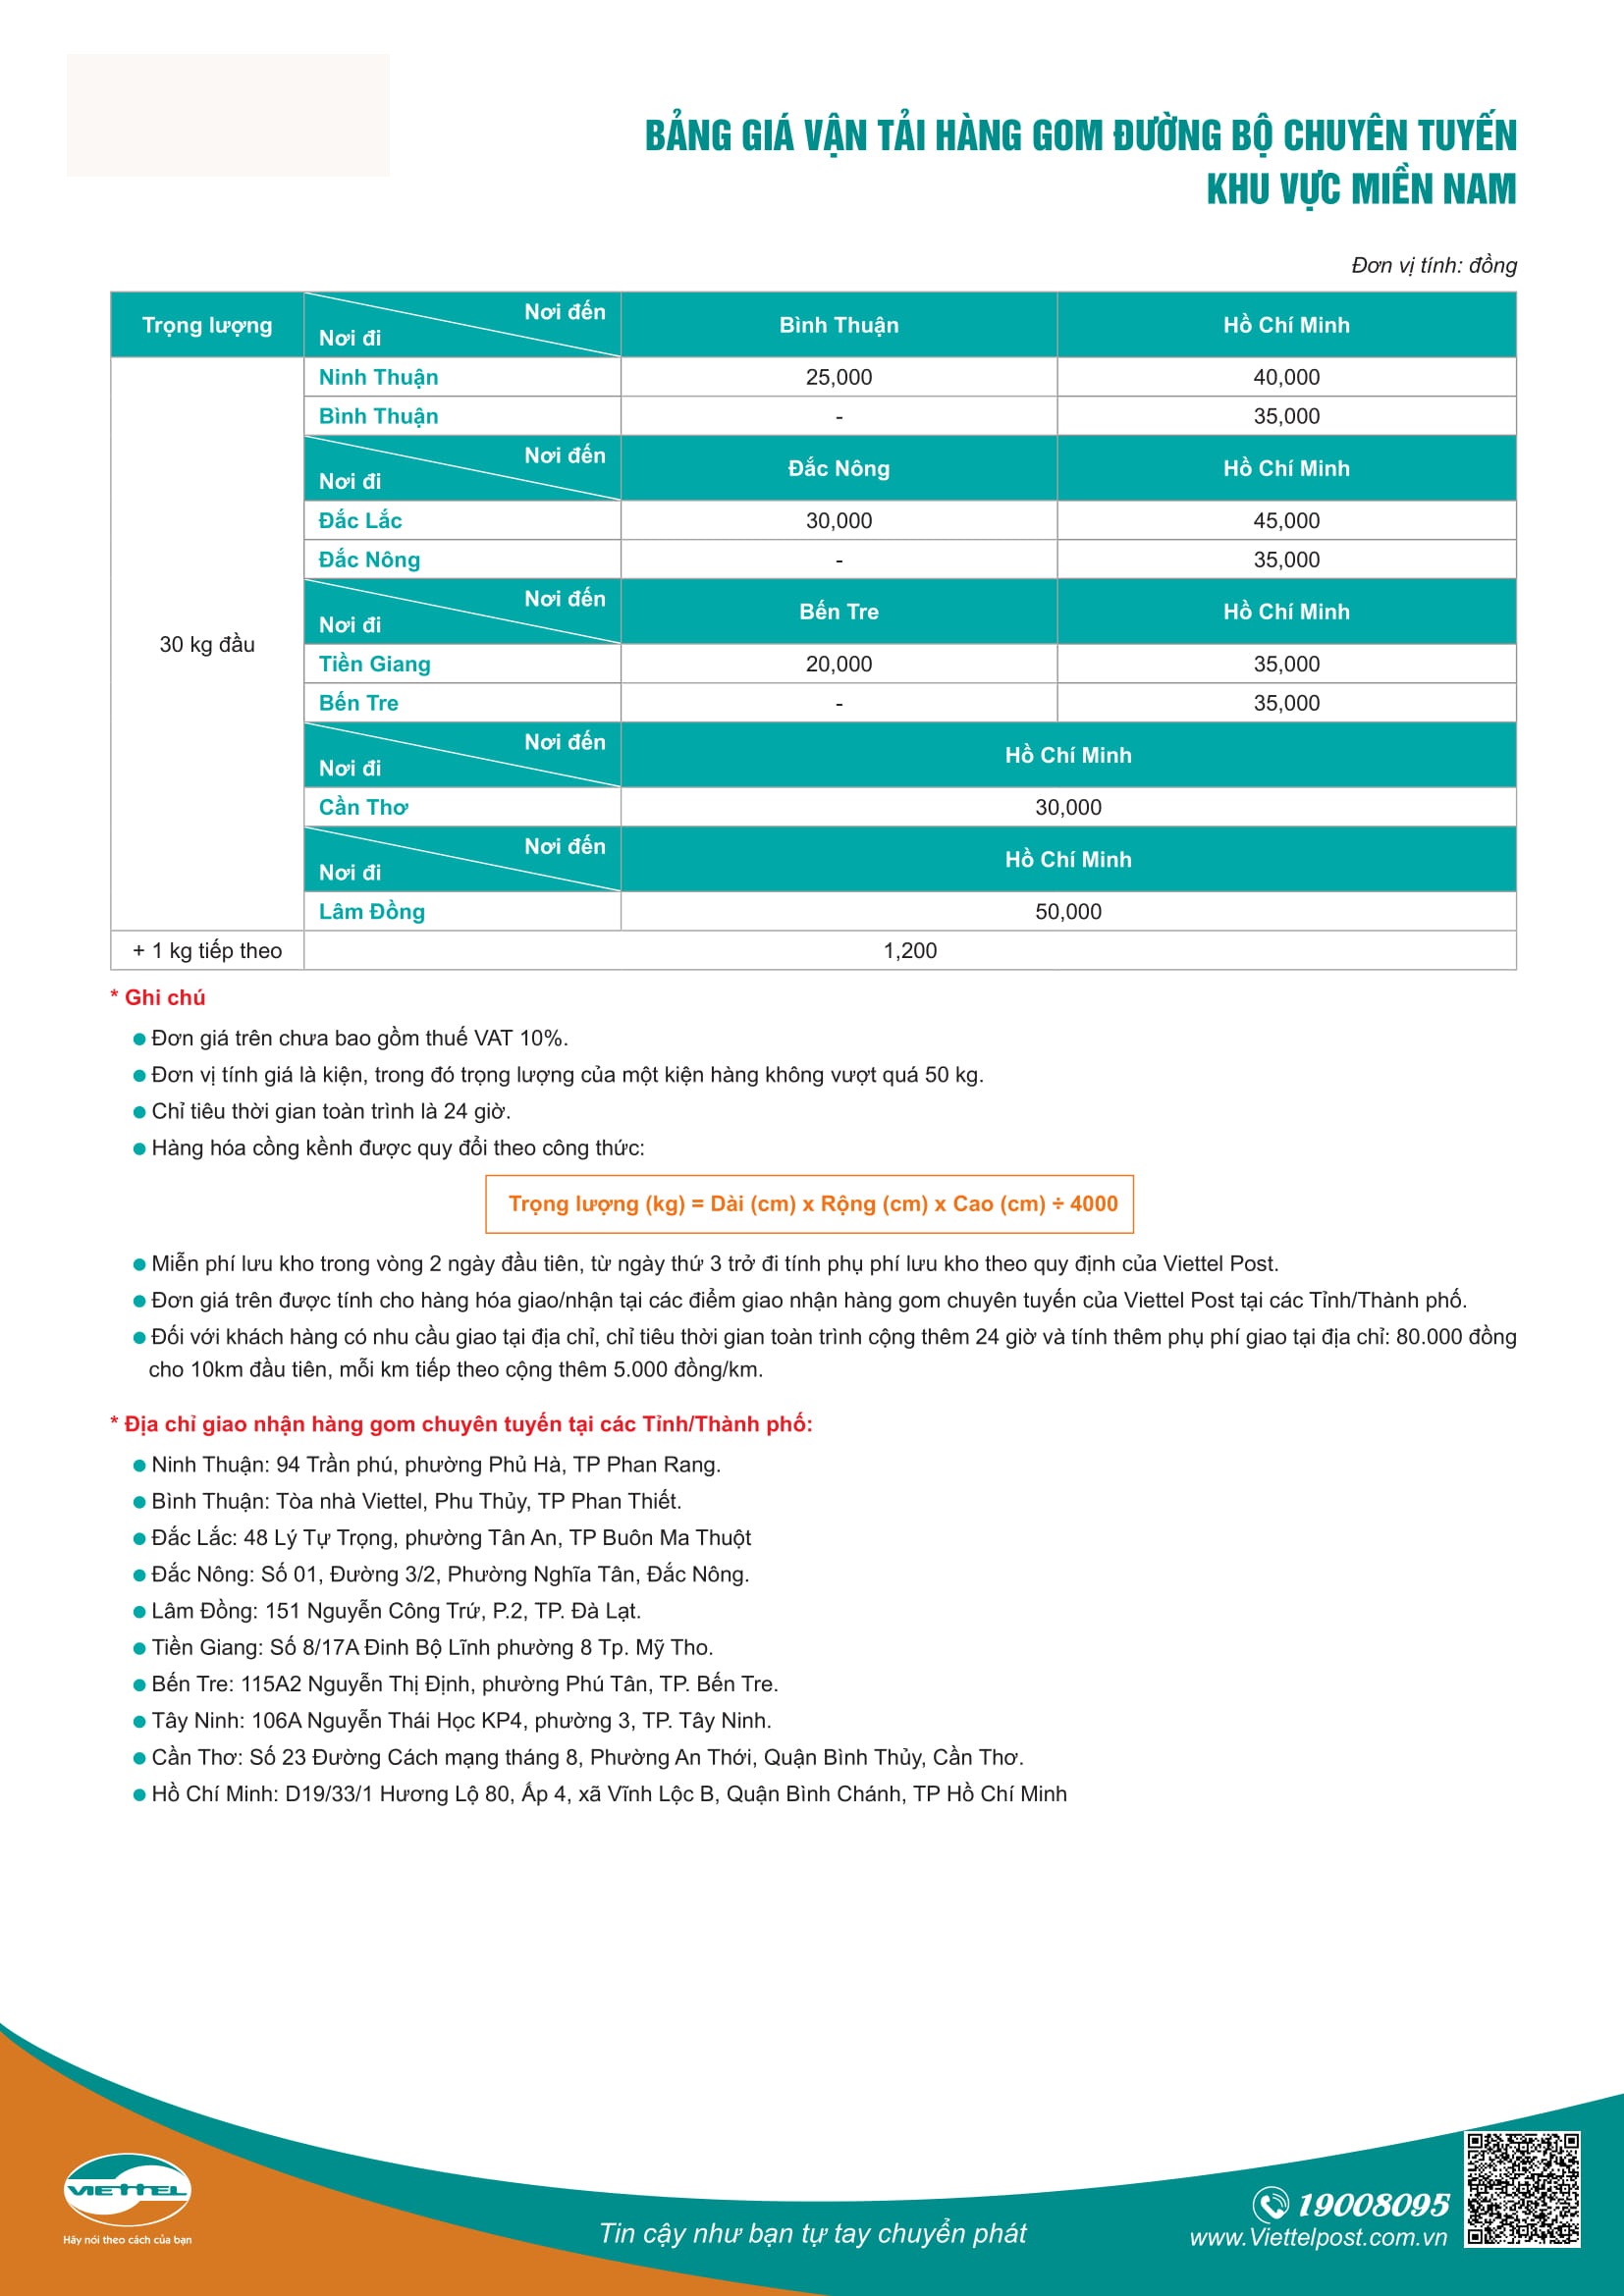 BẢNG GIÁ VẬN TẢI HÀNG GOM ĐƯỜNG BỘ CHUYÊN TUYẾN
KHU VỰC MIỀN NAM
Đơn vị tính: đồng
Trọng lượng Nơi đến Nơi đi Bình Thuận Hồ Chí Minh
Ninh Thuận 25,000 40,000
Bình Thuận - 35,000
Nơi đến Nơi đi Đắc Nông Hồ Chí Minh
Đắc Lắc 30,000 45,000
Đắc Nông - 35,000
Nơi đến Nơi đi Bến Tre Hồ Chí Minh
30 kg đầu
Tiền Giang 20,000 35,000
Bến Tre - 35,000
Nơi đến Nơi đi Hồ Chí Minh
Cần Thơ 30,000
Nơi đến Nơi đi Hồ Chí Minh
Lâm Đồng 50,000
+ 1 kg tiếp theo 1,200
* Ghi chú
Đơn giá trên chưa bao gồm thuế VAT 10%.
Đơn vị tính giá là kiện, trong đó trọng lượng của một kiện hàng không vượt quá 50 kg.
Chỉ tiêu thời gian toàn trình là 24 giờ.
Hàng hóa cồng kềnh được quy đổi theo công thức:
Trọng lượng (kg) = Dài (cm) x Rộng (cm) x Cao (cm) ÷ 4000
Miễn phí lưu kho trong vòng 2 ngày đầu tiên, từ ngày thứ 3 trở đi tính phụ phí lưu kho theo quy định của Viettel Post.
Đơn giá trên được tính cho hàng hóa giao/nhận tại các điểm giao nhận hàng gom chuyên tuyến của Viettel Post tại các Tỉnh/Thành phố.
Đối với khách hàng có nhu cầu giao tại địa chỉ, chỉ tiêu thời gian toàn trình cộng thêm 24 giờ và tính thêm phụ phí giao tại địa chỉ: 80.000 đồng
cho 10km đầu tiên, mỗi km tiếp theo cộng thêm 5.000 đồng/km.
* Địa chỉ giao nhận hàng gom chuyên tuyến tại các Tỉnh/Thành phố:
Ninh Thuận: 94 Trần phú, phường Phủ Hà, TP Phan Rang.
Bình Thuận: Tòa nhà Viettel, Phu Thủy, TP Phan Thiết.
Đắc Lắc: 48 Lý Tự Trọng, phường Tân An, TP Buôn Ma Thuột
Đắc Nông: Số 01, Đường 3/2, Phường Nghĩa Tân, Đắc Nông.
Lâm Đồng: 151 Nguyễn Công Trứ, P.2, TP. Đà Lạt.
Tiền Giang: Số 8/17A Đinh Bộ Lĩnh phường 8 Tp. Mỹ Tho.
Bến Tre: 115A2 Nguyễn Thị Định, phường Phú Tân, TP. Bến Tre.
Tây Ninh: 106A Nguyễn Thái Học KP4, phường 3, TP. Tây Ninh.
Cần Thơ: Số 23 Đường Cách mạng tháng 8, Phường An Thới, Quận Bình Thủy, Cần Thơ.
Hồ Chí Minh: D19/33/1 Hương Lộ 80, Ấp 4, xã Vĩnh Lộc B, Quận Bình Chánh, TP Hồ Chí Minh
VIETTEL
Hãy nói theo cách của bạn
Tin cậy như bạn tự tay chuyển phát
19008095
www.Viettelpost.com.vn